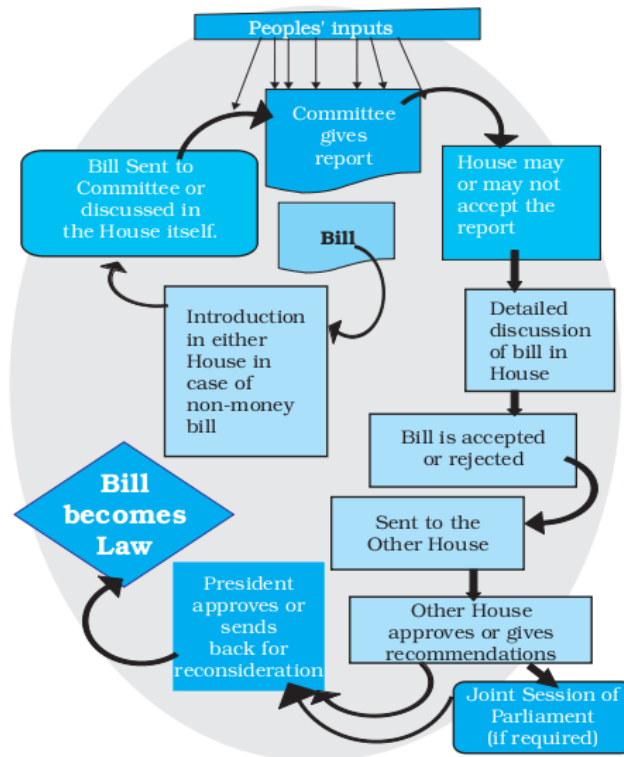 Peoples' inputs
Committee
gives
report
Bill Sent to
Committee or
discussed in
the House itself.
House may
or may not
accept the
report
Bill
Introduction
in either
House in
case of
non-money
bill
Detailed
discussion
of bill in
House
Bill is accepted
or rejected
Sent to the
Other House
Other House
approves or gives
recommendations
Joint Session of
Parliament
(if required)
President
approves or
sends
back for
reconsideration
Bill
becomes
Law